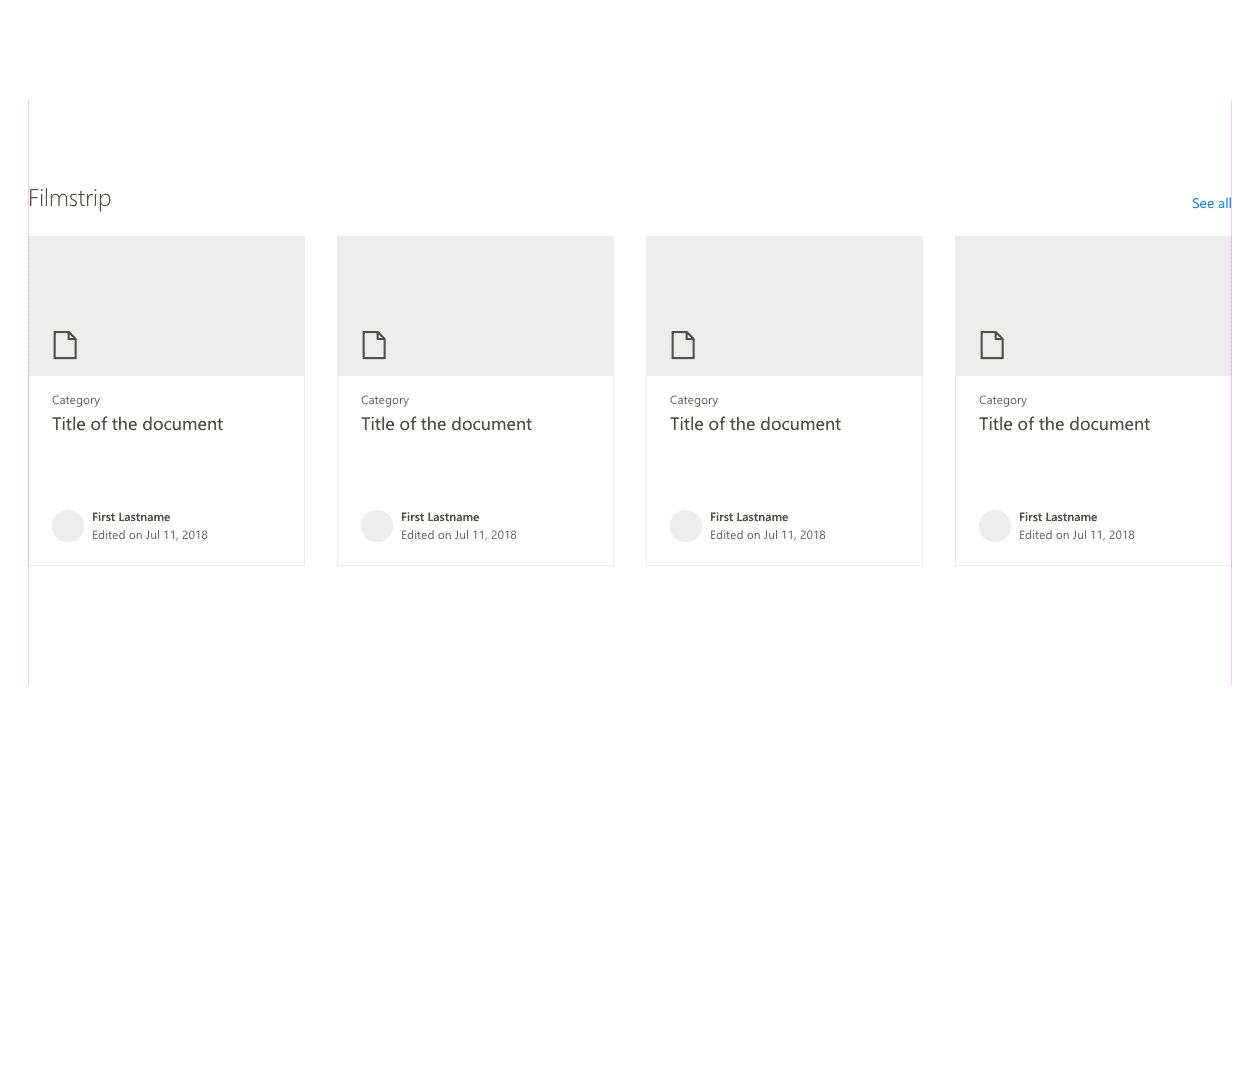 Filmstrip
See all
Category
Title of the document
First Lastname
Edited on Jul 11, 2018
Category
Title of the document
First Lastname
Edited on Jul 11, 2018
Category
Title of the document
First Lastname
Edited on Jul 11, 2018
Category
Title of the document
First Lastname
Edited on Jul 11, 2018